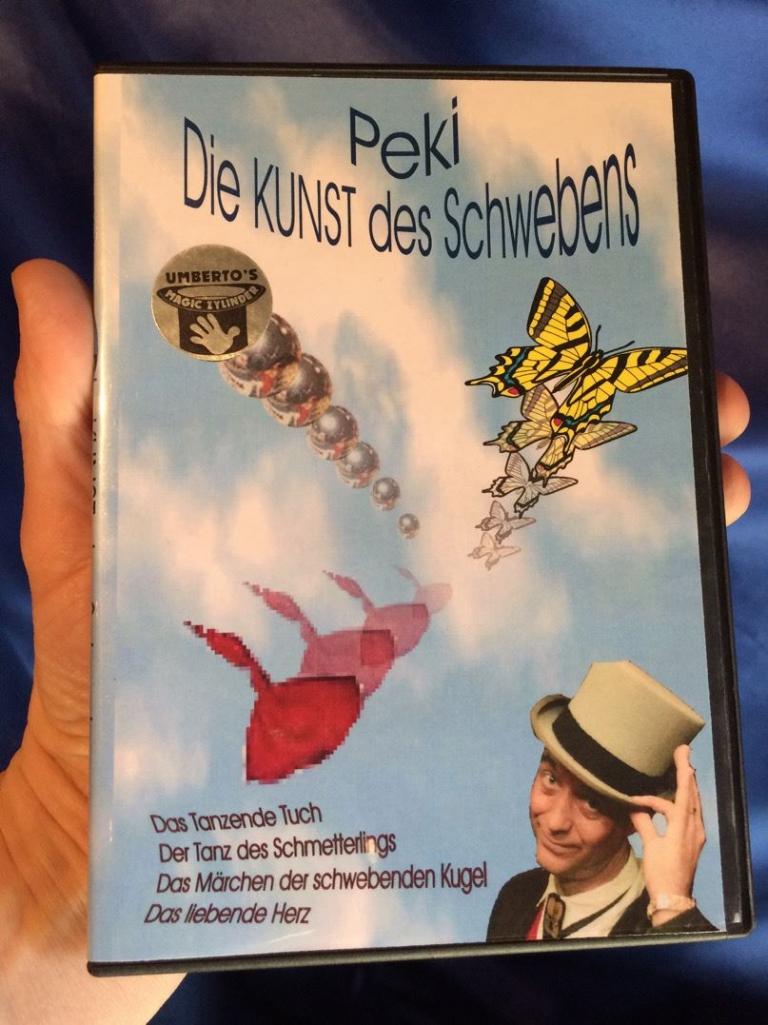 Peki
Die KUNST des Schwebens
UMBERTO'S
MAGIC ZYLINDER
Das Tanzende Tuch
Der Tanz des Schmetterlings
Das Märchen der schwebenden Kugel
Das liebende Herz